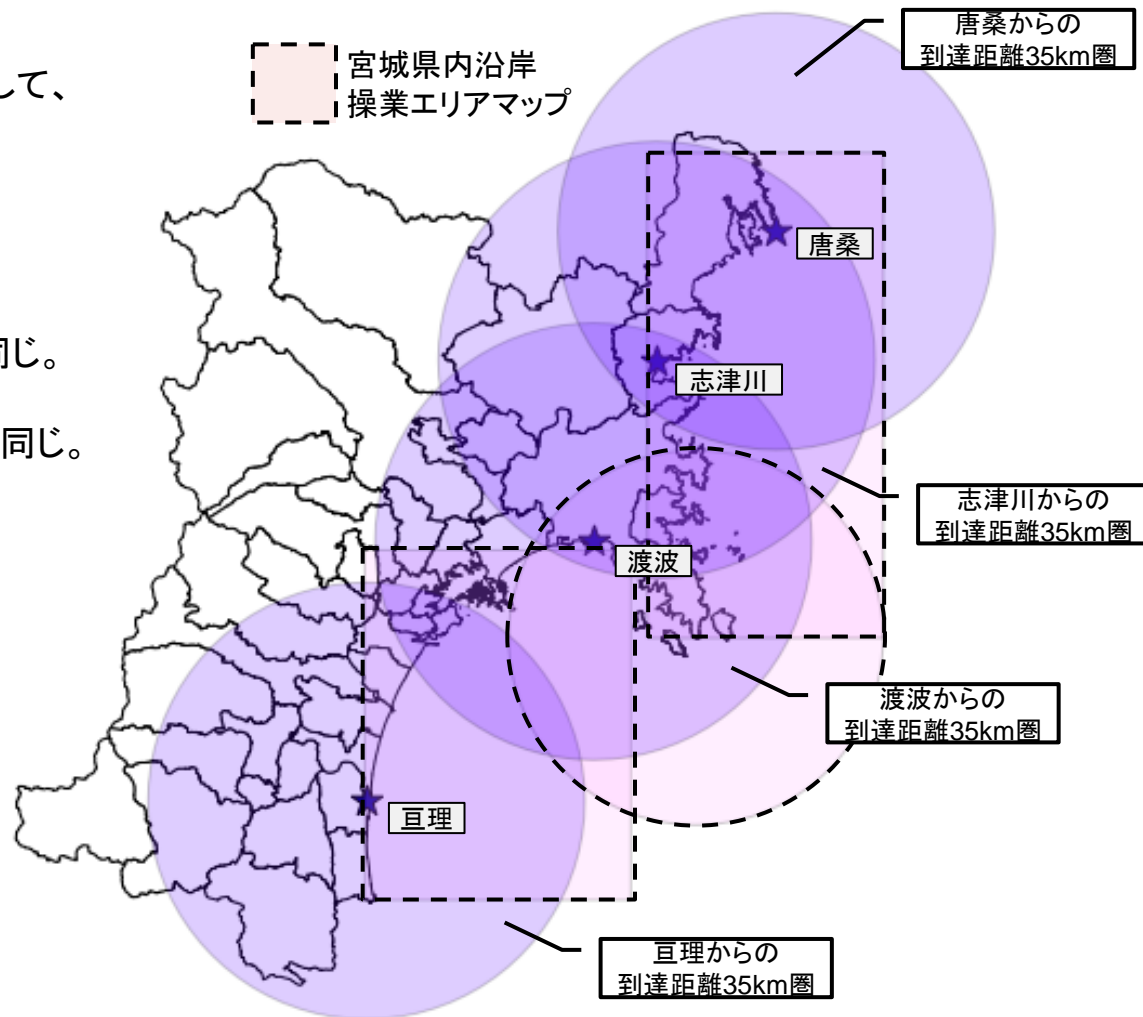 して、
同じ。
同じ。
宮城県内沿岸
操業エリアマップ
唐桑からの
到達距離35km圏
唐桑
志津川
志津川からの
到達距離35km圏
渡波
渡波からの
到達距離35km圏
亘理
亘理からの
到達距離35km圏